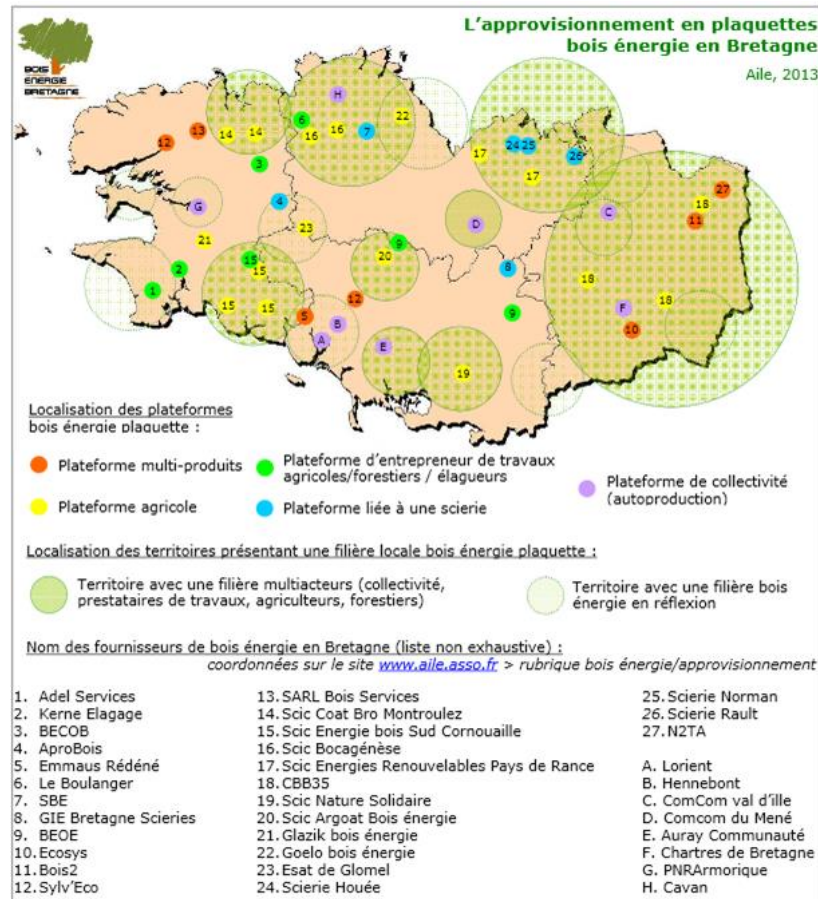 L'approvisionnement en plaquettes
bois énergie en Bretagne
Aile, 2013
BOIS
ENERGIE
BRETAGNE
H
6
22
13
14
14
16
16
7
12
24
25
17
26
3
17
27
18
G
4
C
11
D
23
21
9
15
20
2
15
8
18
1
12
F
18
15
15
5
9
B
10
A
E
19
Localisation des plateformes
bois énergie plaquette :
Plateforme multi-produits
Plateforme d'entrepreneur de travaux
agricoles/forestiers / élagueurs
Plateforme de collectivité
(autoproduction)
Plateforme agricole
Plateforme liée à une scierie
Localisation des territoires présentant une filière locale bois énergie plaquette :
Territoire avec une filière multiacteurs (collectivité,
prestataires de travaux, agriculteurs, forestiers)
Territoire avec une filière bois
énergie en réflexion
Nom des fournisseurs de bois énergie en Bretagne (liste non exhaustive) :
coordonnées sur le site www.aile.asso.fr > rubrique bois énergie/approvisionnement
1. Adel Services
2. Kerne Elagage
3. BECOB
4. AproBois
5. Emmaus Rédéné
6. Le Boulanger
7. SBE
8. GIE Bretagne Scieries
9. BEOE
10. Ecosys
11. Bois2
12. Sylv'Eco
13. SARL Bois Services
14. Scic Coat Bro Montroulez
15. Scic Energie bois Sud Cornouaille
16. Scic Bocagénèse
17. Scic Energies Renouvelables Pays de Rance
18. CBB35
19. Scic Nature Solidaire
20. Scic Argoat Bois énergie
21. Glazik bois énergie
22. Goelo bois énergie
23. Esat de Glomel
24. Scierie Houée
25. Scierie Norman
26. Scierie Rault
27. N2TA
A. Lorient
B. Hennebont
C. ComCom val d'ille
D. Comcom du Mené
E. Auray Communauté
F. Chartres de Bretagne
G. PNRArmorique
H. Cavan